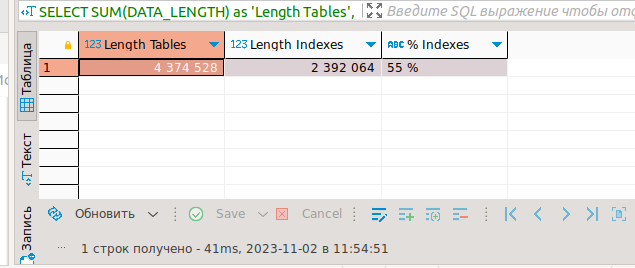 SELECT SUM(DATA_LENGTH) as 'Length Tables',
Введите SQL выражение чтобы отс
Таблица
Текст
Запись
123 Length Tables
123 Length Indexes
ABC % Indexes
1
4 374 528
2 392 064
55 %
Обновить
Save
Cancel
1 строк получено - 41ms, 2023-11-02 в 11:54:51